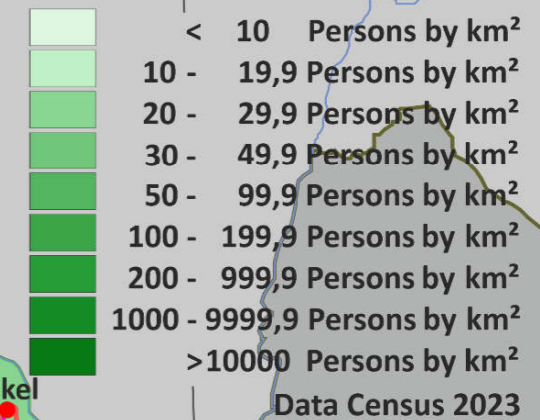 < 10 Persons by km²
10 - 19,9 Persons by km²
20 - 29,9 Persons by km²
30 - 49,9 Persons by km²
50 - 99,9 Persons by km²
100 - 199,9 Persons by km²
200 - 999,9 Persons by km²
1000 - 9999,9 Persons by km²
>10000 Persons by km²
kel
Data Census 2023